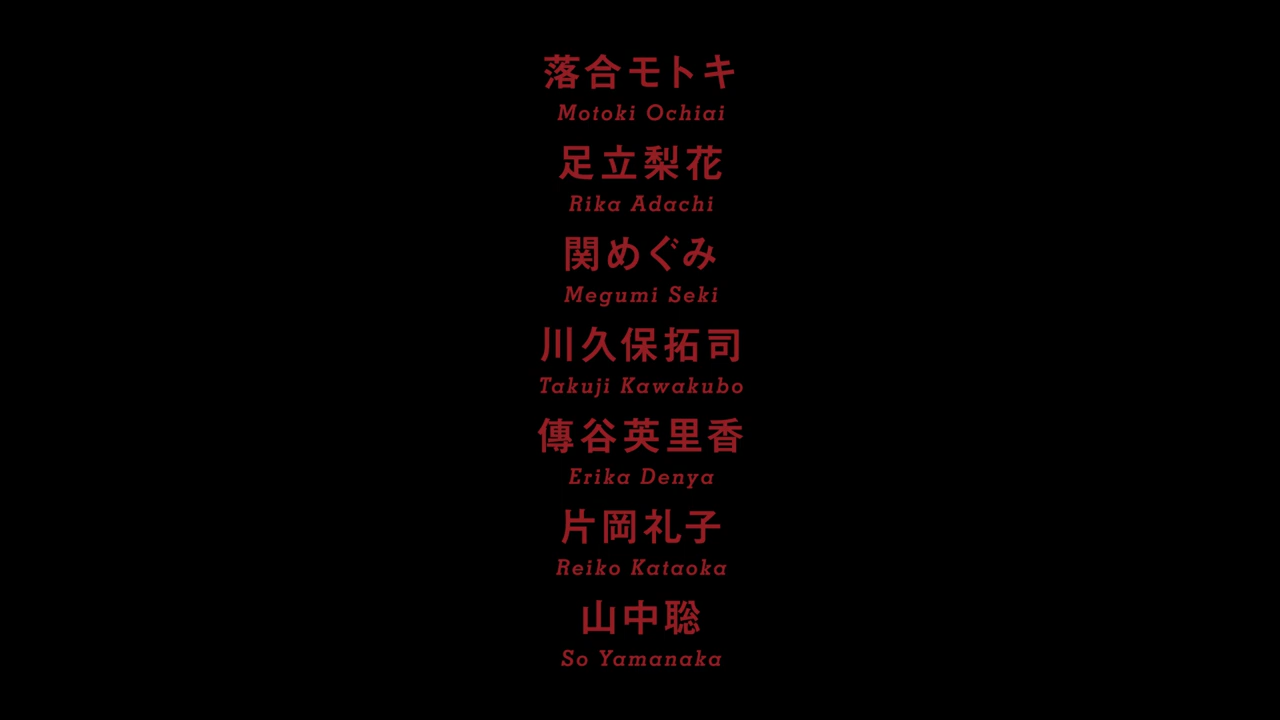 落合モトキ
Motoki Ochiai
足立梨花
Rika Adachi
関めぐみ
Megumi Seki
川久保拓司
Takuji Kawakubo
傳谷英里香
Erika Denya
片岡礼子
Reiko Kataoka
山中聡
So Yamanaka